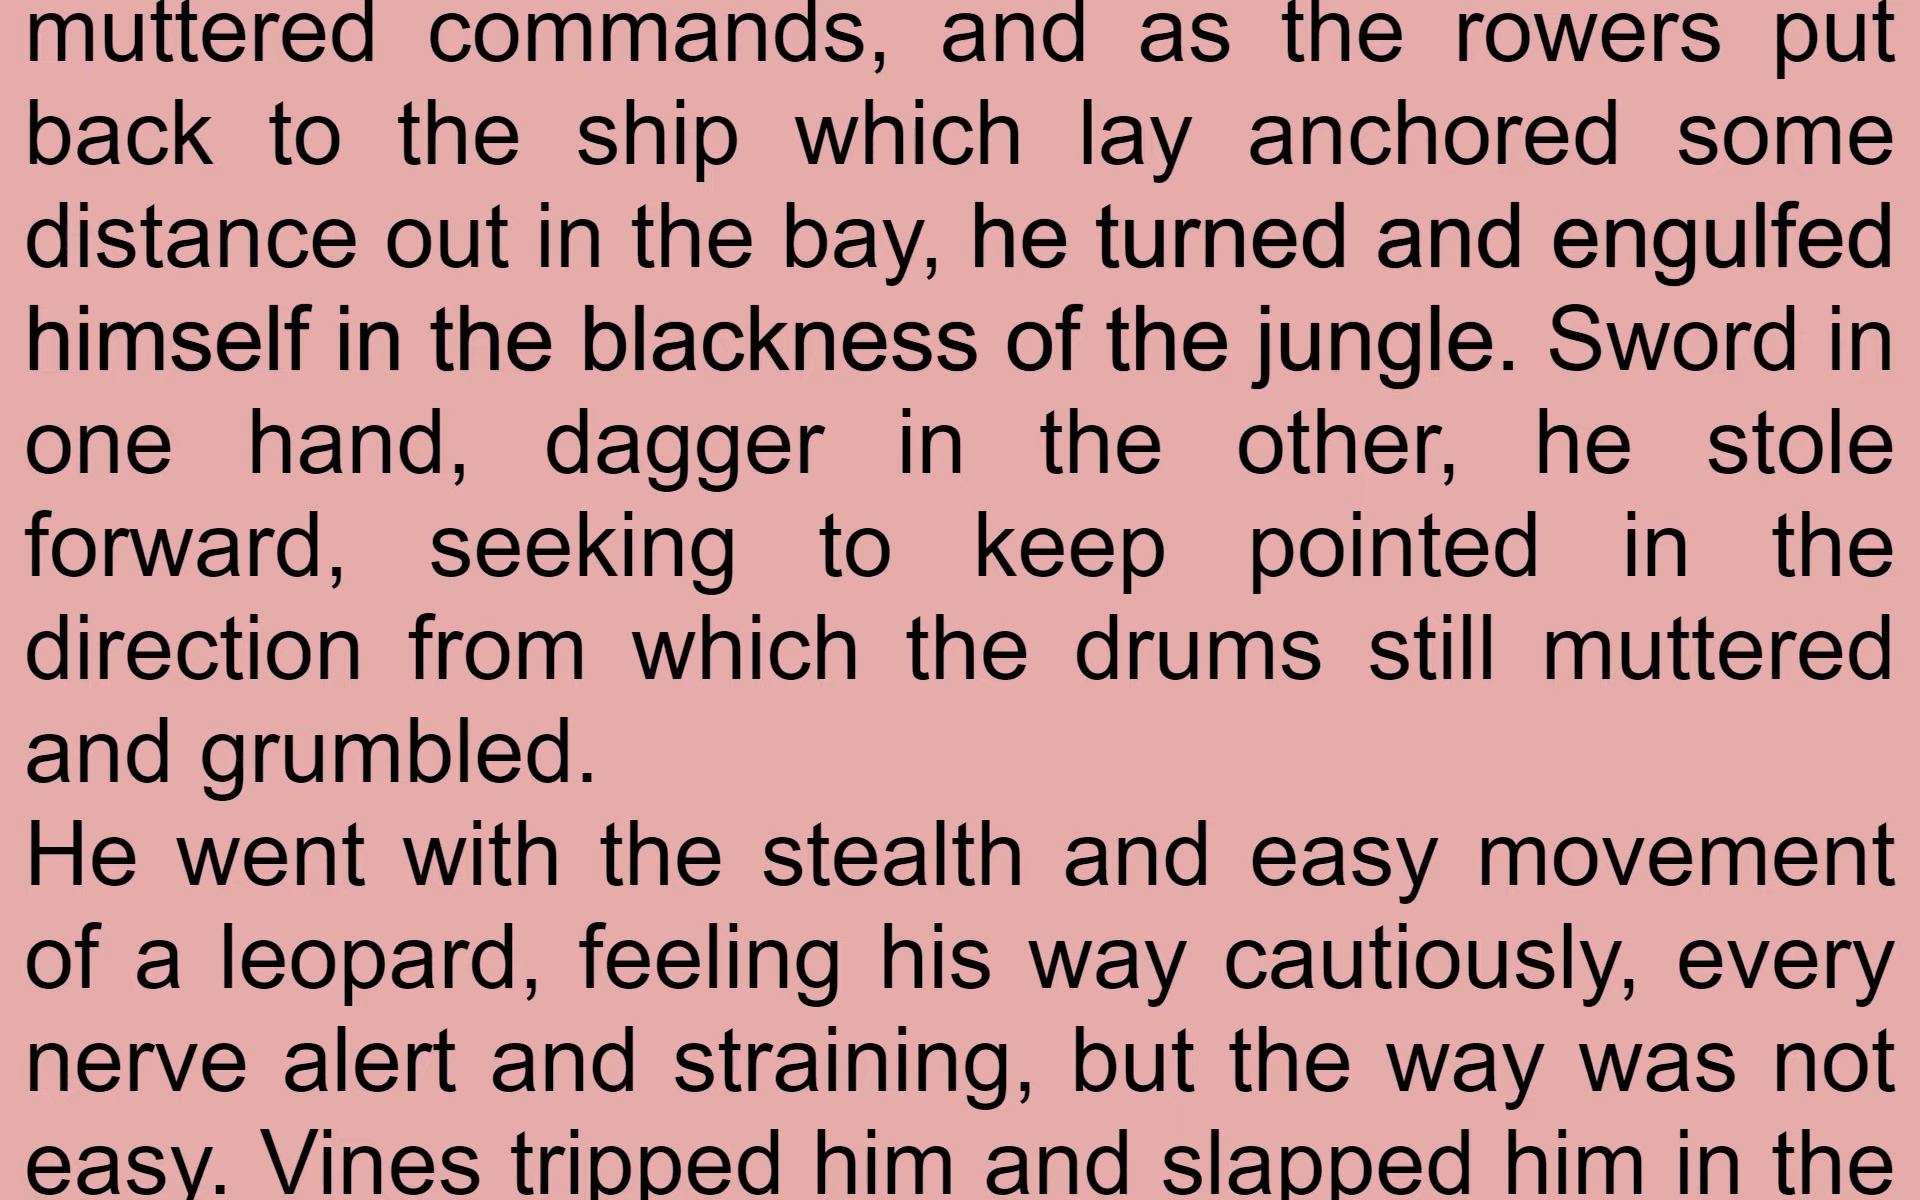 muttered commands, and as the rowers put
back to the ship which lay anchored some
distance out in the bay, he turned and engulfed
himself in the blackness of the jungle. Sword in
one hand, dagger in the other, he stole
forward, seeking to keep pointed in the
direction from which the drums still muttered
and grumbled.
He went with the stealth and easy movement
of a leopard, feeling his way cautiously, every
nerve alert and straining, but the way was not
easy. Vines tripped him and slapped him in the